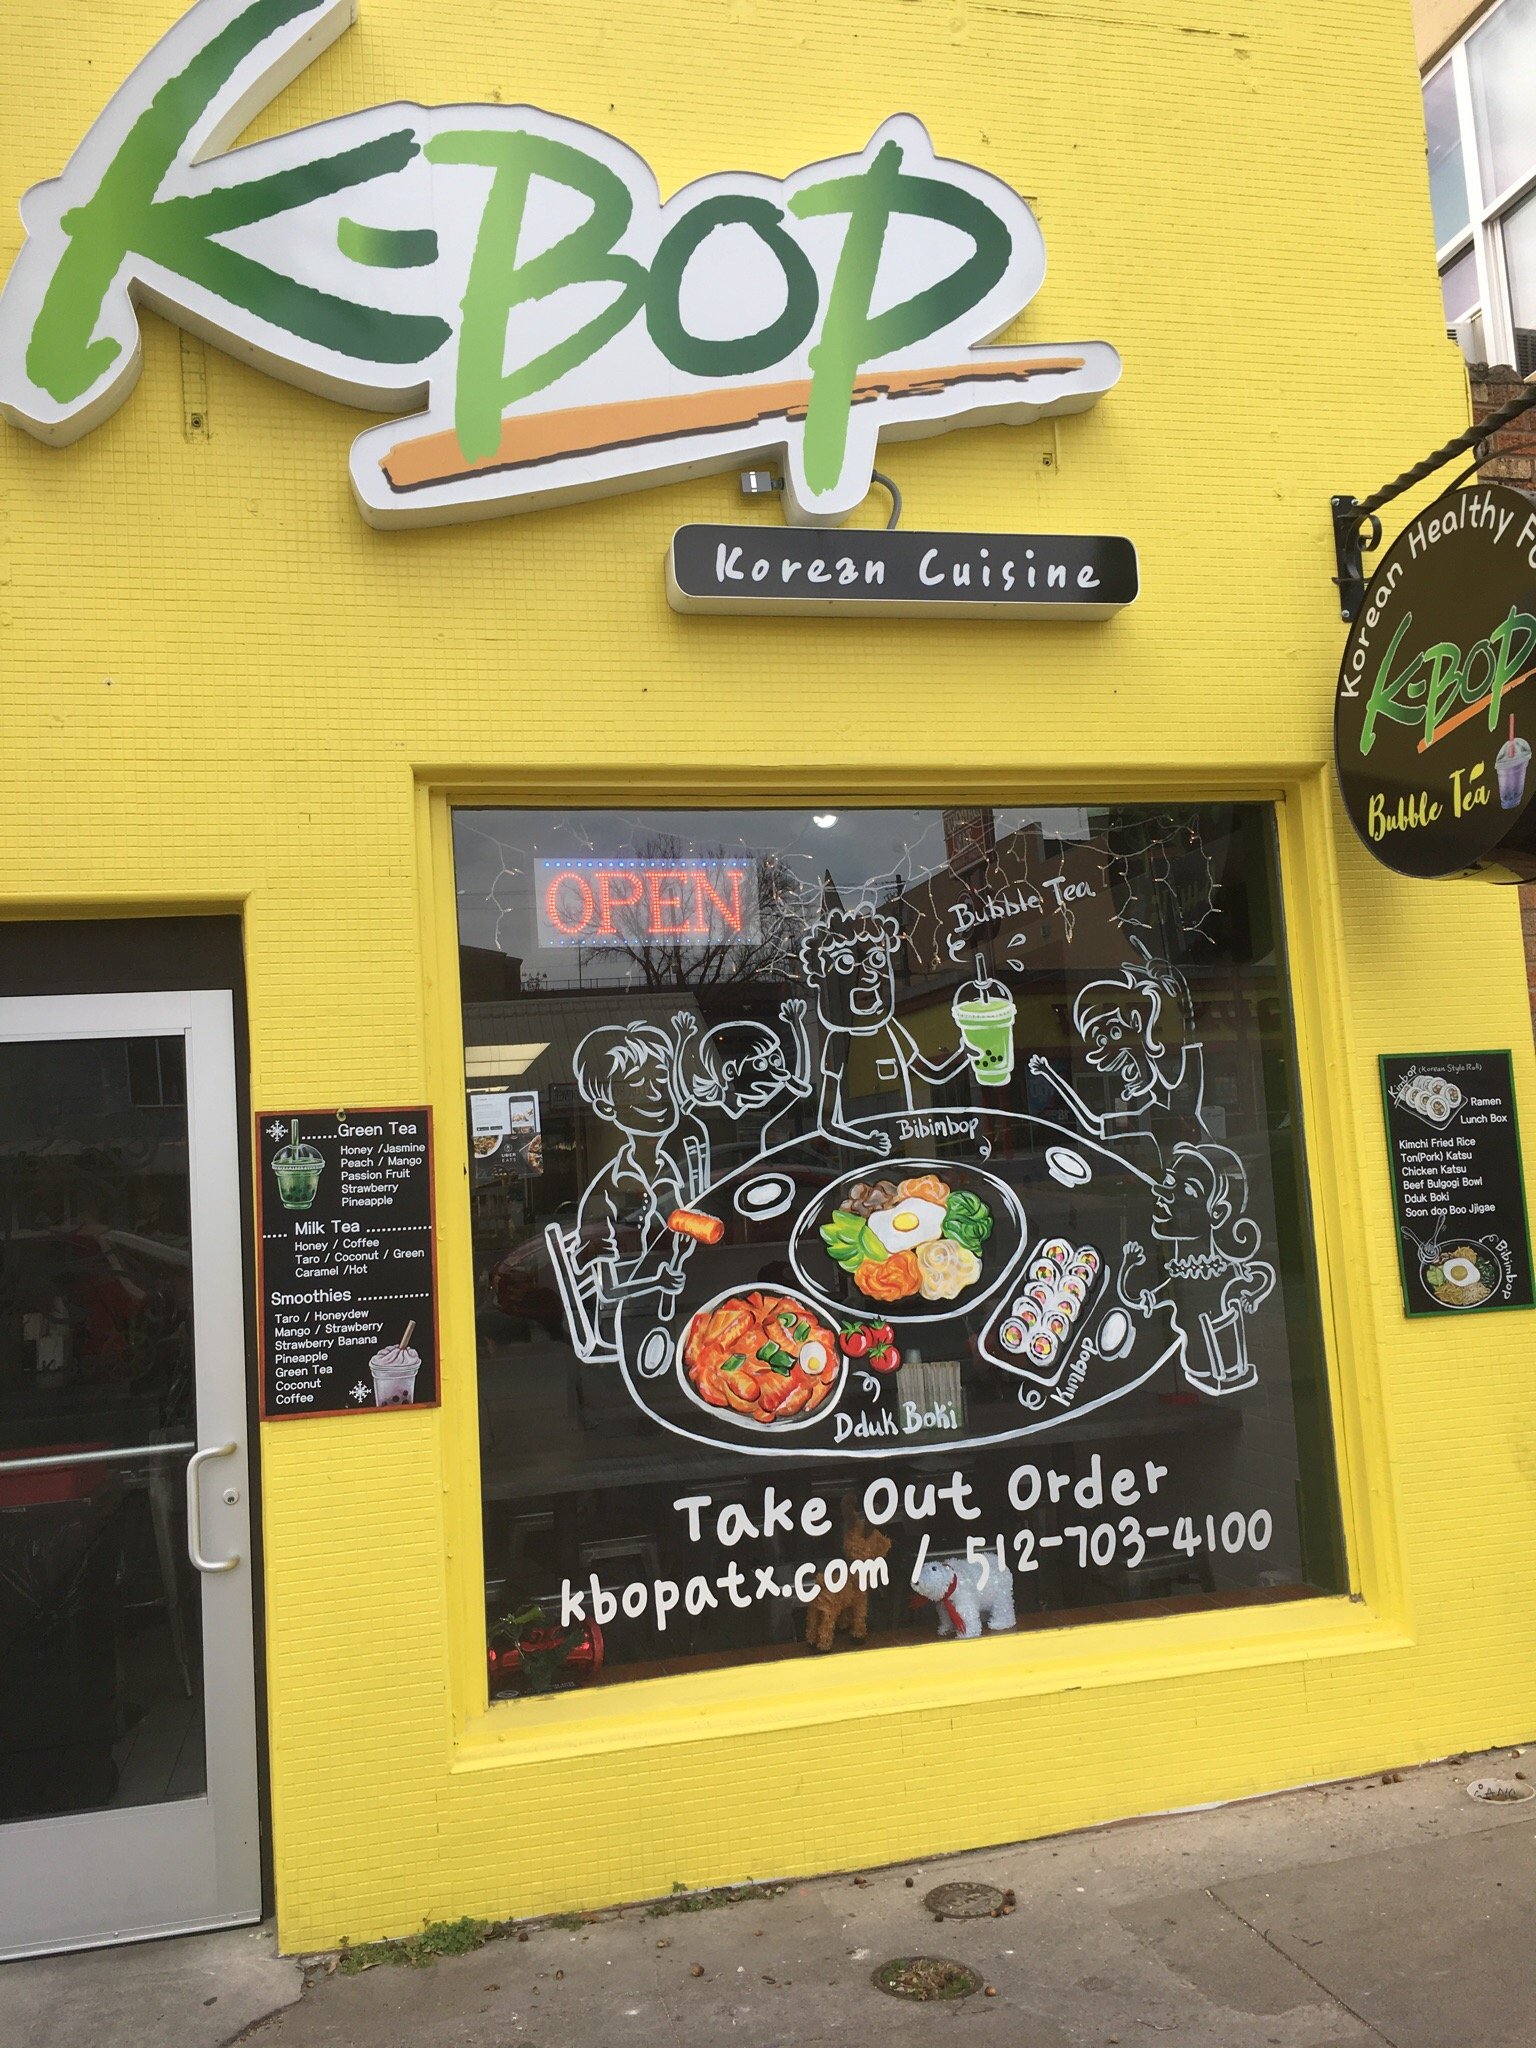 K-BOP
Korean Cuisine
Korean Healthy
K-BOP
Bubble Tea
OPEN
Bubble Tea
Bibimbop
Kimbop
Dduk Boki
Take Out Order
kbopatx.com / 512-703-4100
UBER
EATS
.......Green Tea
Honey /Jasmine
Peach / Mango
Passion Fruit
Strawberry
Pineapple
..... Milk Tea ............
Honey / Coffee
Taro / Coconut / Green
Caramel /Hot
Smoothies .............
Taro / Honeydew
Mango / Strawberry
Strawberry Banana
Pineapple
Green Tea
Coconut
Coffee
Kimbop (Korean Style Roll)
Ramen
Lunch Box
Kimchi Fried Rice
Ton(Pork) Katsu
Chicken Katsu
Beef Bulgogi Bowl
Dduk Boki
Soon doo Boo Jjigae
Bibimbop